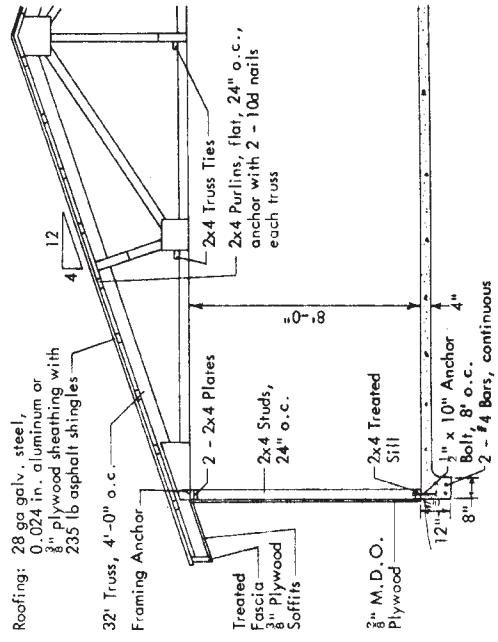 Roofing: 28 ga galv. steel,
0.024 in. aluminum or
3/8" plywood sheathing with
235 lb asphalt shingles
12
4
32' Truss, 4'-0" o.c.
Framing Anchor
2x4 Truss Ties
2x4 Purlins, flat, 24" o.c.,
anchor with 2 - 10d nails
each truss
2 - 2x4 Plates
8'-0"
Treated
Fascia
3/8" Plywood
Soffits
2x4 Studs,
24" o.c.
2x4 Treated
Sill
3/8" M.D.O.
Plywood
4"
1/2" x 10" Anchor
Bolt, 8' o.c.
2 - #4 Bars, continuous
12"
8"